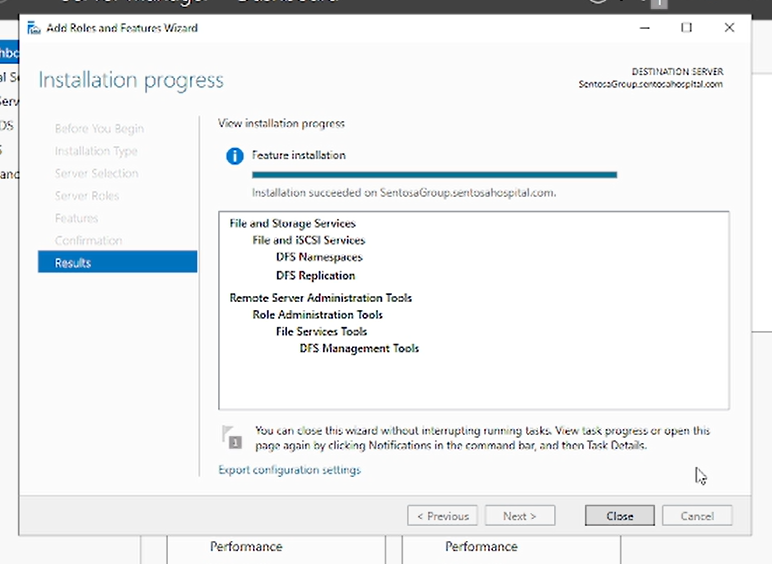 Add Roles and Features Wizard
Installation progress
DESTINATION SERVER
SentosaGroup.sentosahospital.com
Before You Begin
Installation Type
Server Selection
Server Roles
Features
Confirmation
Results
View installation progress
Feature installation
Installation succeeded on SentosaGroup.sentosahospital.com.
File and Storage Services
File and iSCSI Services
DFS Namespaces
DFS Replication
Remote Server Administration Tools
Role Administration Tools
File Services Tools
DFS Management Tools
1
You can close this wizard without interrupting running tasks. View task progress or open this
page again by clicking Notifications in the command bar, and then Task Details.
Export configuration settings
< Previous
Next >
Close
Cancel
Performance
Performance